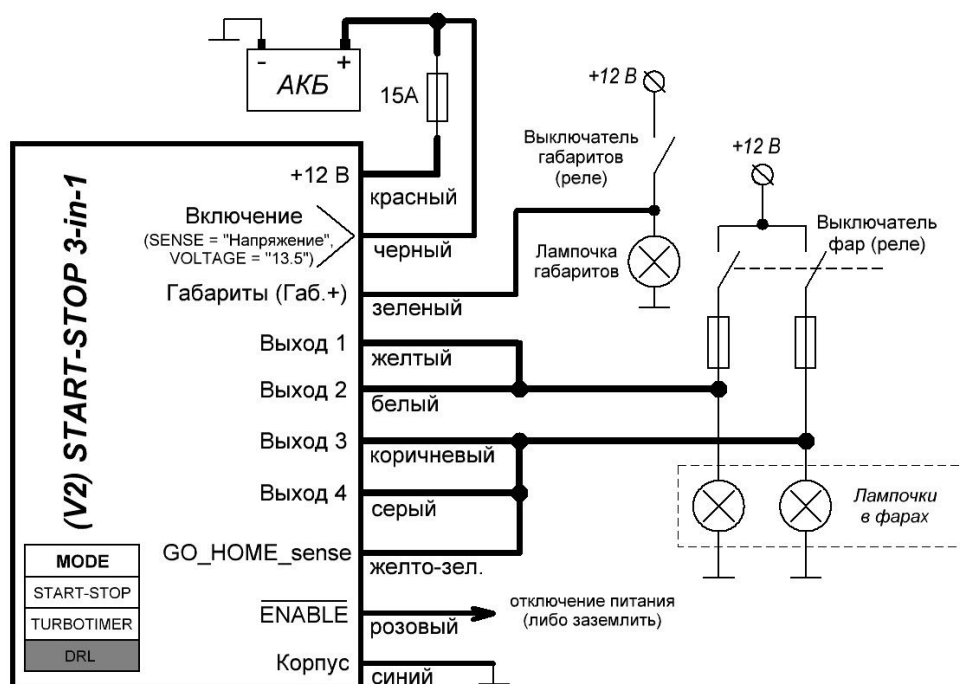 - +
АКБ
15А
+12 В
Выключатель
габаритов
(реле)
+12 В
Выключатель
фар (реле)
Лампочка
габаритов
(V2) START-STOP 3-in-1
+12 В
красный
Включение
(SENSE = "Напряжение",
VOLTAGE = "13.5")
черный
Габариты (Габ.+)
зеленый
Выход 1
желтый
Выход 2
белый
Выход 3
коричневый
Выход 4
серый
Лампочки
в фарах
GO_HOME_sense
желто-зел.
ENABLE
розовый
отключение питания
(либо заземлить)
Корпус
синий
MODE
START-STOP
TURBOTIMER
DRL